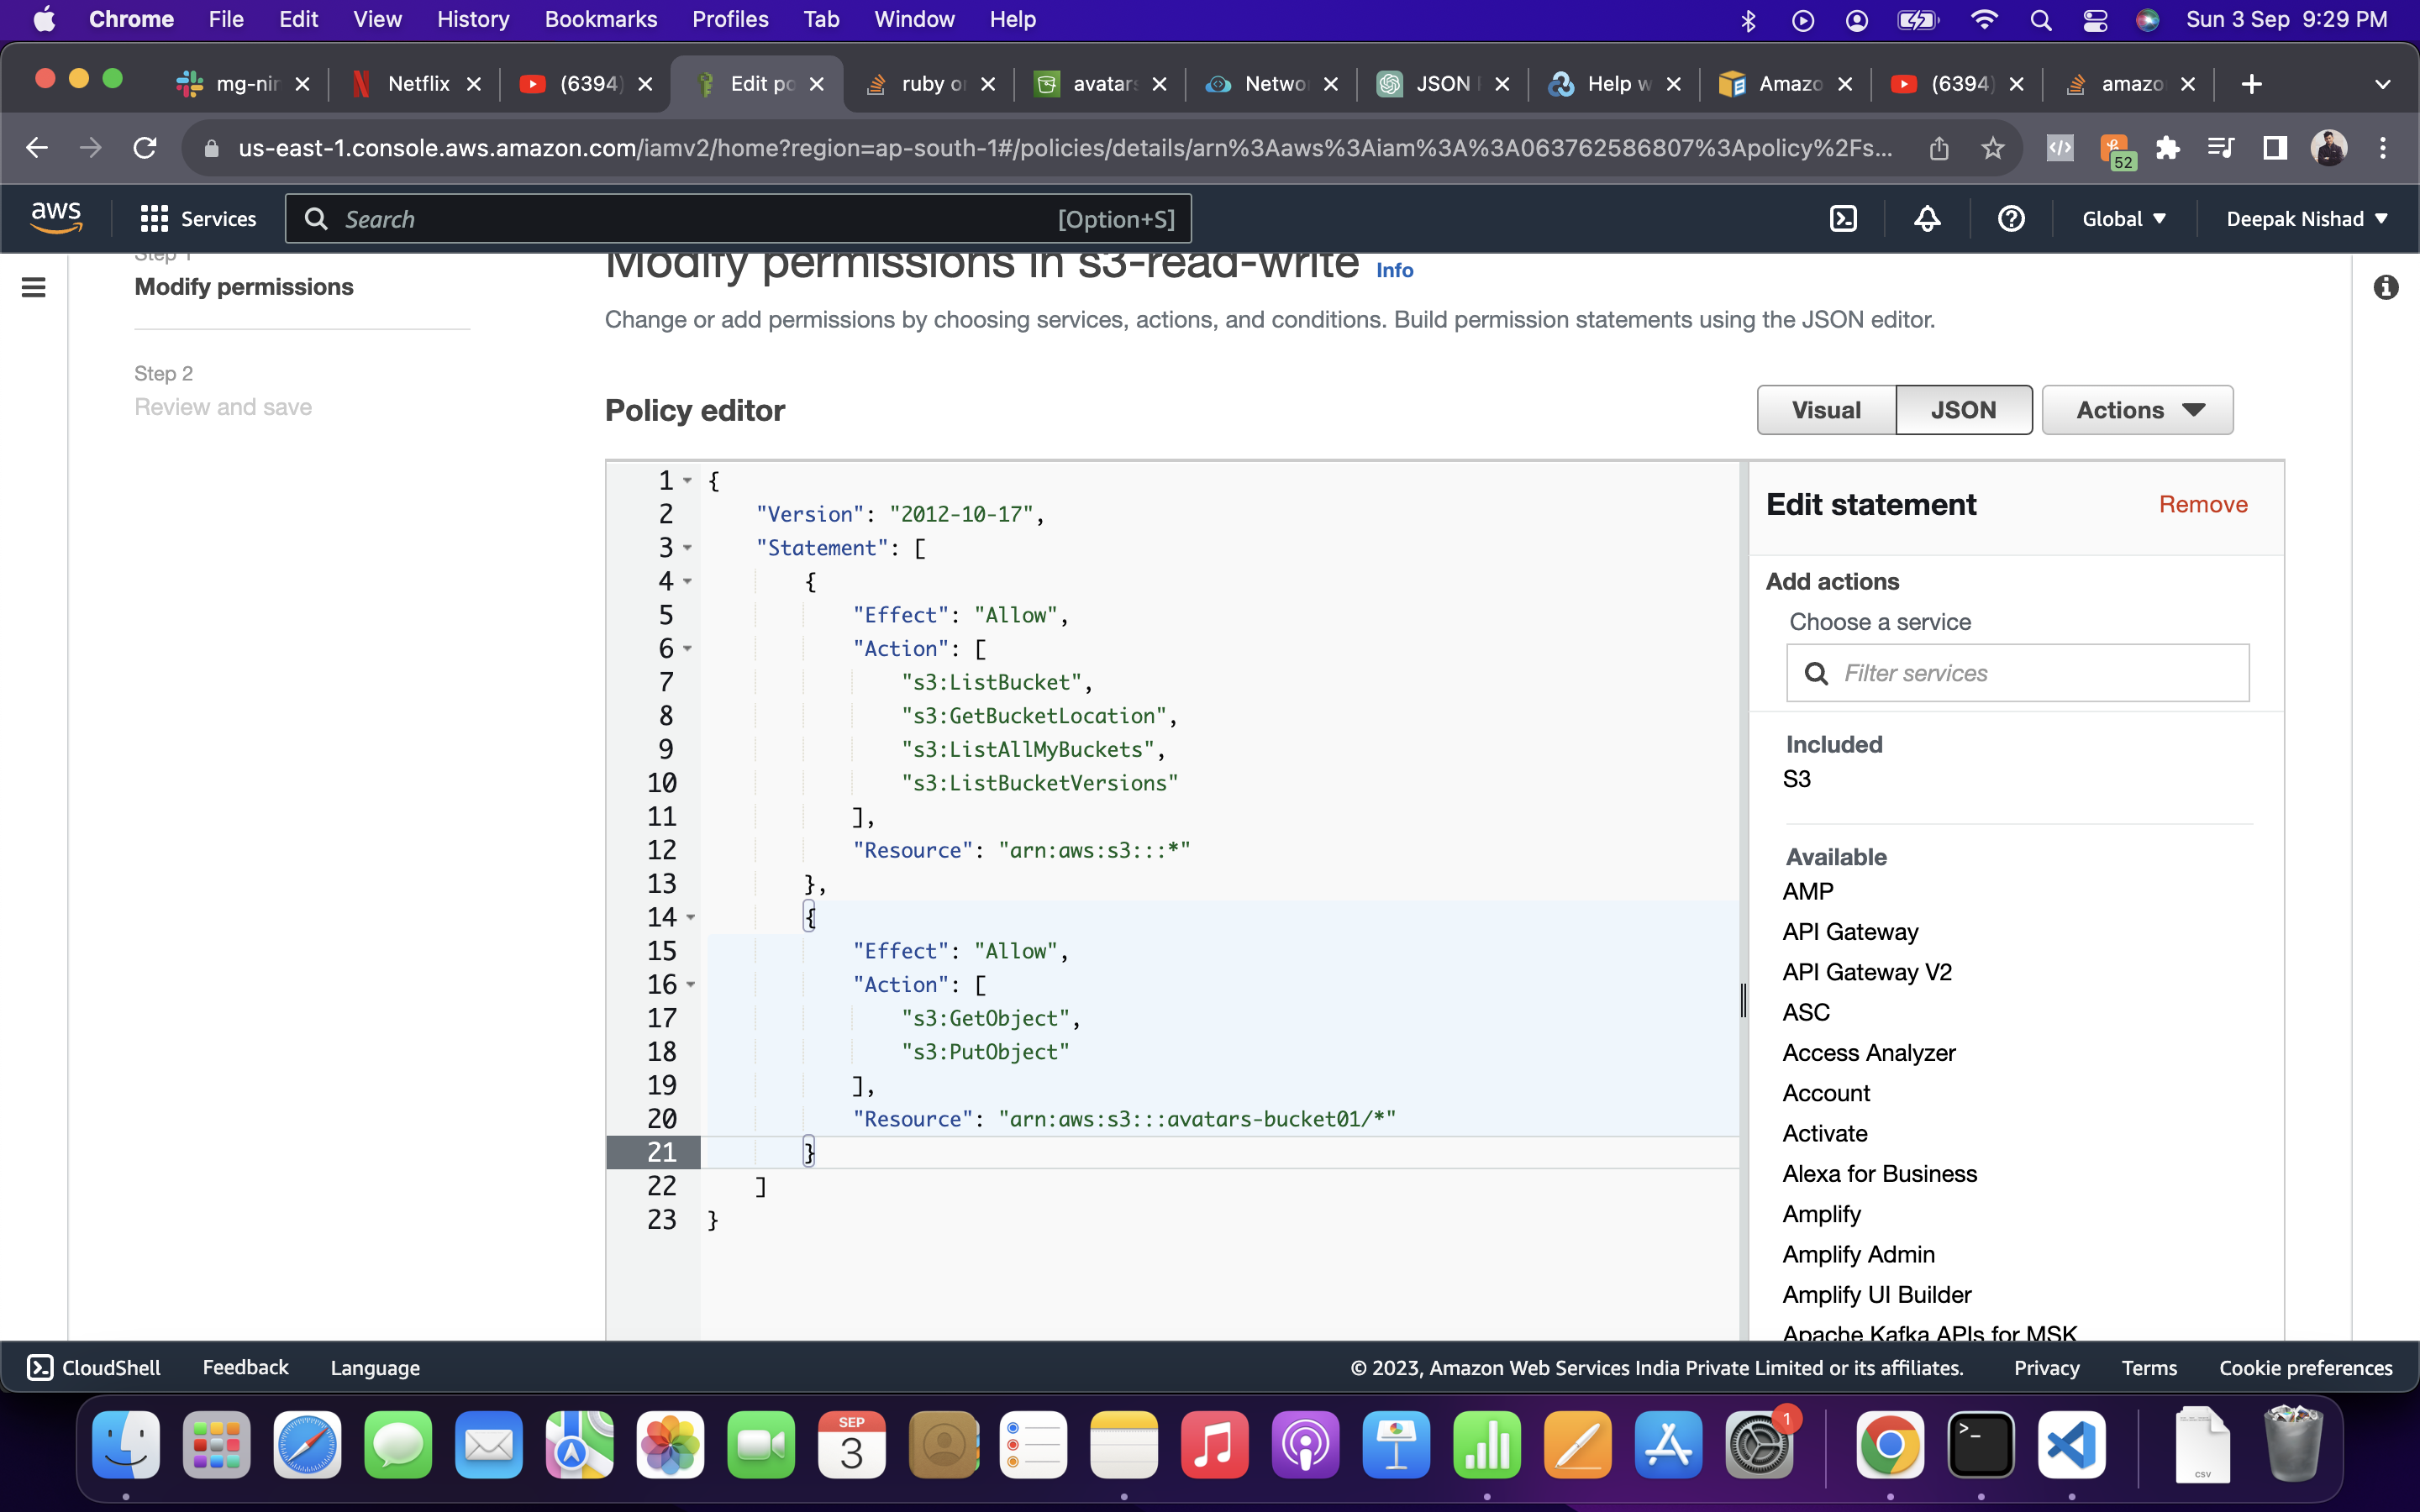 Chrome File Edit View History Bookmarks Profiles Tab Window Help Sun 3 Sep 9:29 PM
mg-nin Netflix (6394) Edit po ruby or avatars Netwo JSON Help w Amazo (6394) amazo
us-east-1.console.aws.amazon.com/iamv2/home?region=ap-south-1#/policies/details/arn%3Aaws%3Aiam%3A%3A063762586807%3Apolicy%2Fs... 52
aws Services Search [Option+S] Global Deepak Nishad
Step 1
Modify permissions
Step 2
Review and save
Modify permissions in s3-read-write Info
Change or add permissions by choosing services, actions, and conditions. Build permission statements using the JSON editor.
Policy editor
Visual JSON Actions
1 {
2 "Version": "2012-10-17",
3 "Statement": [
4 {
5 "Effect": "Allow",
6 "Action": [
7 "s3:ListBucket",
8 "s3:GetBucketLocation",
9 "s3:ListAllMyBuckets",
10 "s3:ListBucketVersions"
11 ],
12 "Resource": "arn:aws:s3:::*"
13 },
14 {
15 "Effect": "Allow",
16 "Action": [
17 "s3:GetObject",
18 "s3:PutObject"
19 ],
20 "Resource": "arn:aws:s3:::avatars-bucket01/*"
21 }
22 ]
23 }
Edit statement Remove
Add actions
Choose a service
Filter services
Included
S3
Available
AMP
API Gateway
API Gateway V2
ASC
Access Analyzer
Account
Activate
Alexa for Business
Amplify
Amplify Admin
Amplify UI Builder
Apache Kafka APIs for MSK
CloudShell Feedback Language © 2023, Amazon Web Services India Private Limited or its affiliates. Privacy Terms Cookie preferences
SEP
3
1
>_
CSV